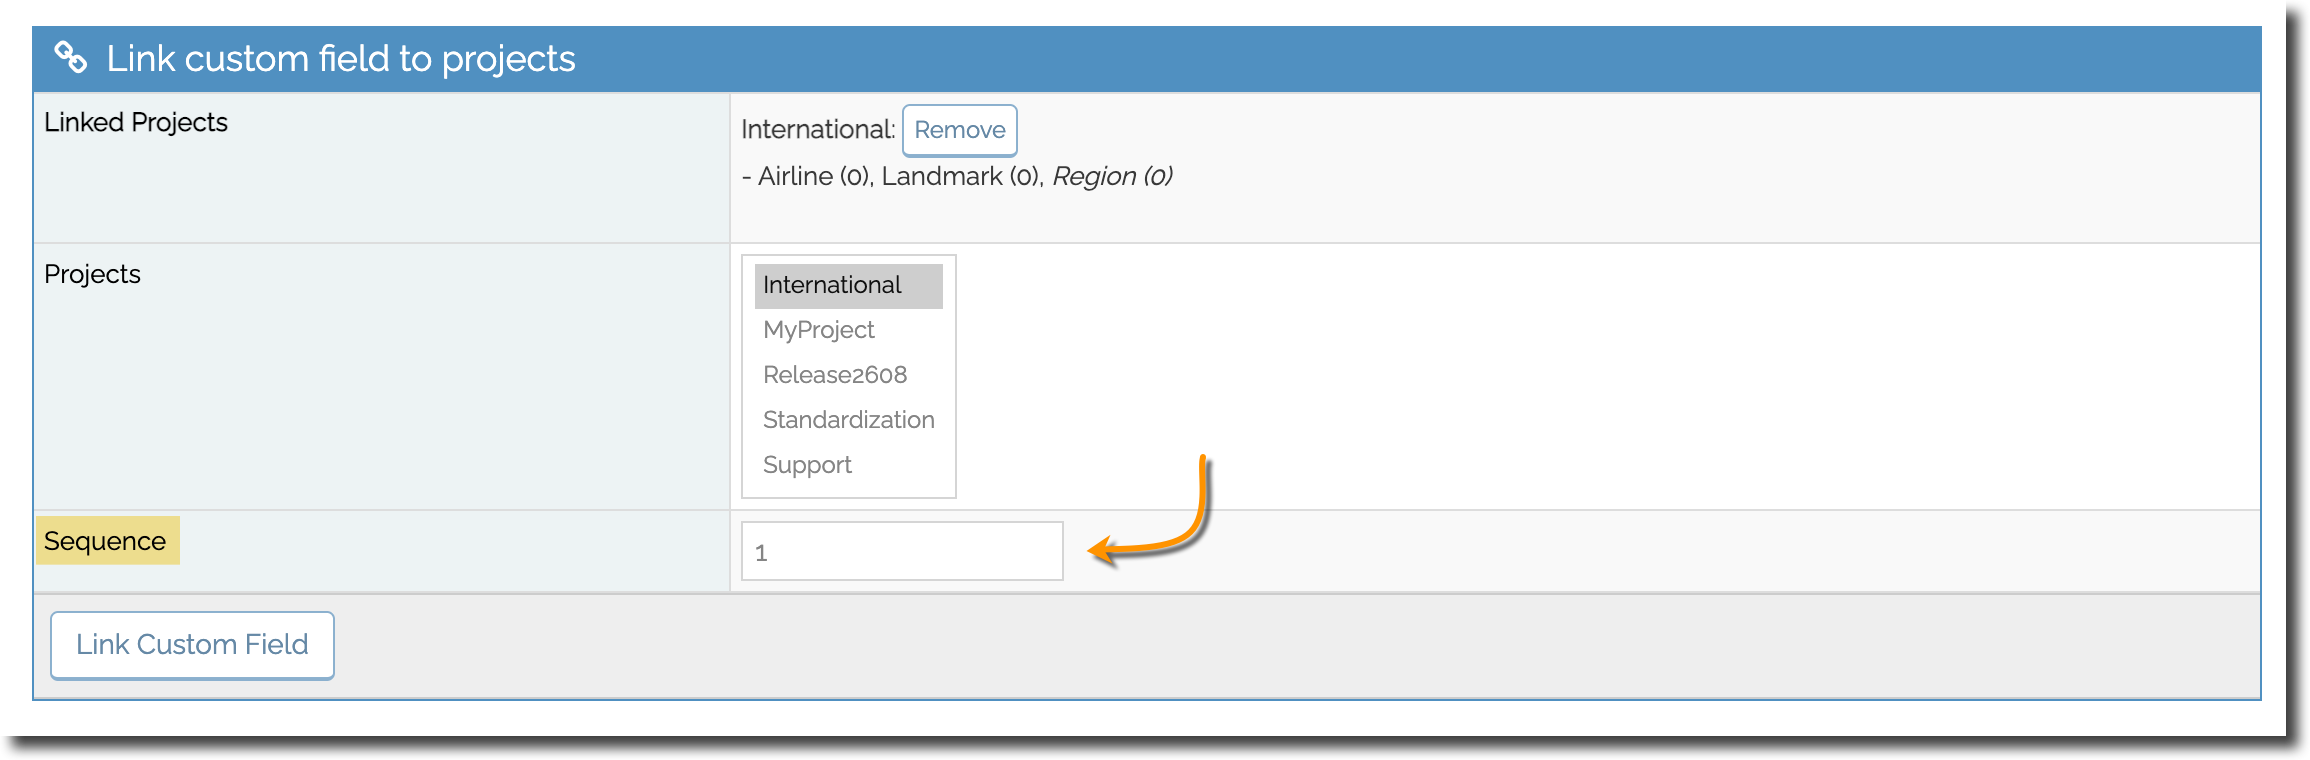 Link custom field to projects
Linked Projects
International: Remove
- Airline (0), Landmark (0), Region (0)
Projects
International
MyProject
Release2608
Standardization
Support
Sequence
1
Link Custom Field